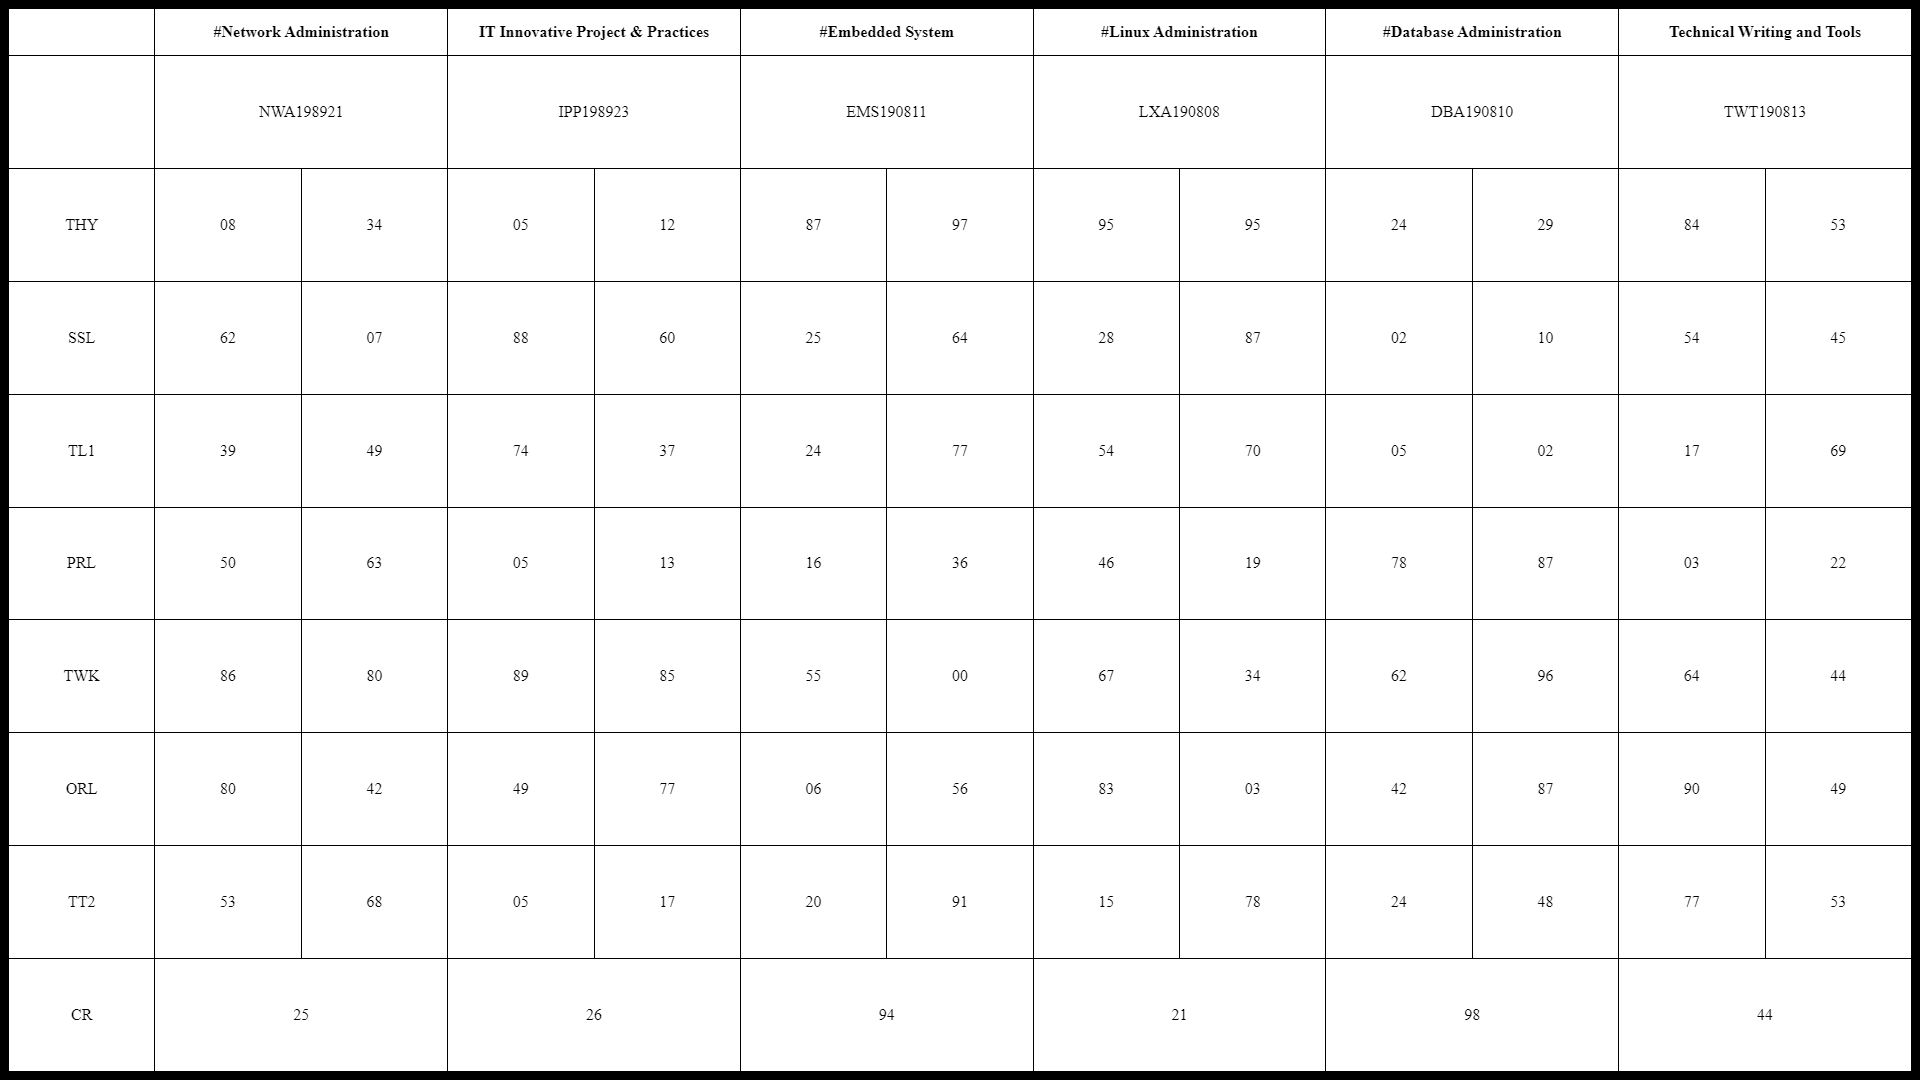 #Network Administration IT Innovative Project & Practices #Embedded System #Linux Administration #Database Administration Technical Writing and Tools
NWA198921 IPP198923 EMS190811 LXA190808 DBA190810 TWT190813
THY 08 34 05 12 87 97 95 95 24 29 84 53
SSL 62 07 88 60 25 64 28 87 02 10 54 45
TL1 39 49 74 37 24 77 54 70 05 02 17 69
PRL 50 63 05 13 16 36 46 19 78 87 03 22
TWK 86 80 89 85 55 00 67 34 62 96 64 44
ORL 80 42 49 77 06 56 83 03 42 87 90 49
TT2 53 68 05 17 20 91 15 78 24 48 77 53
CR 25 26 94 21 98 44